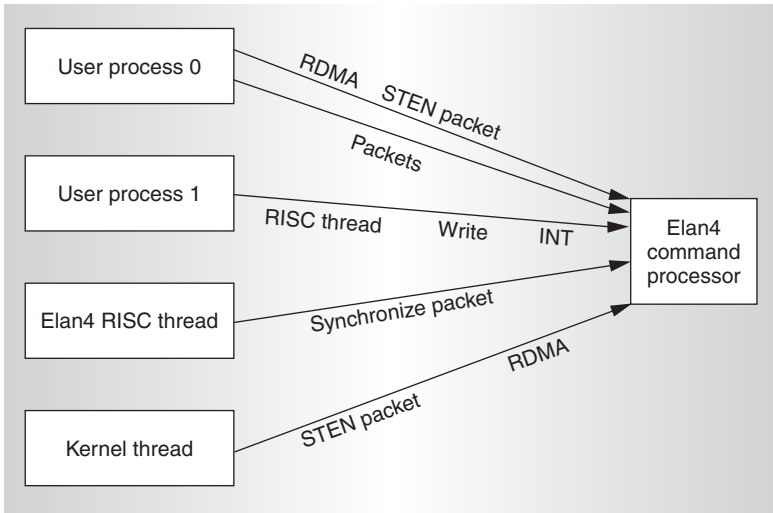 User process 0
RDMA STEN packet
Packets
User process 1
RISC thread Write INT
Elan4
command
processor
Elan4 RISC thread
Synchronize packet
RDMA
STEN packet
Kernel thread